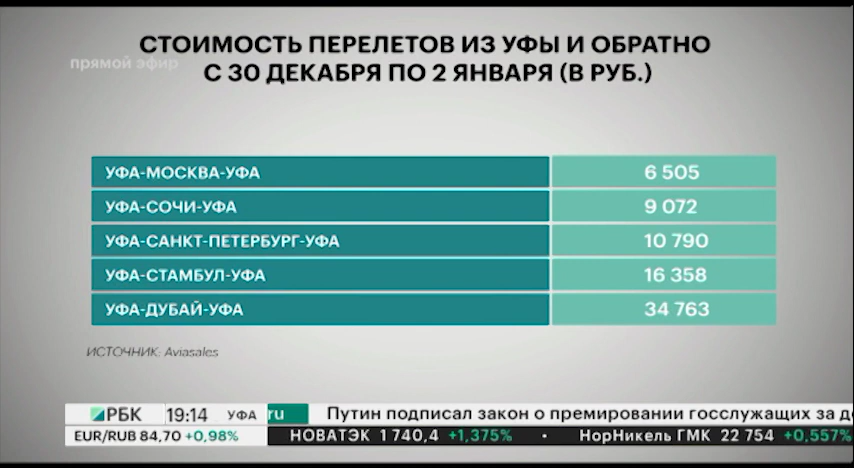 СТОИМОСТЬ ПЕРЕЛЕТОВ ИЗ УФЫ И ОБРАТНО
прямой эфир
С 30 ДЕКАБРЯ ПО 2 ЯНВАРЯ (В РУБ.)
УФА-МОСКВА-УФА 6 505
УФА-СОЧИ-УФА 9 072
УФА-САНКТ-ПЕТЕРБУРГ-УФА 10 790
УФА-СТАМБУЛ-УФА 16 358
УФА-ДУБАЙ-УФА 34 763
ИСТОЧНИК: Aviasales
РБК 19:14 УФА ru Путин подписал закон о премировании госслужащих за
EUR/RUB 84,70 +0,98% НОВАТЭК 1 740,4 +1,375% · НорНикель ГМК 22 754 +0,557%